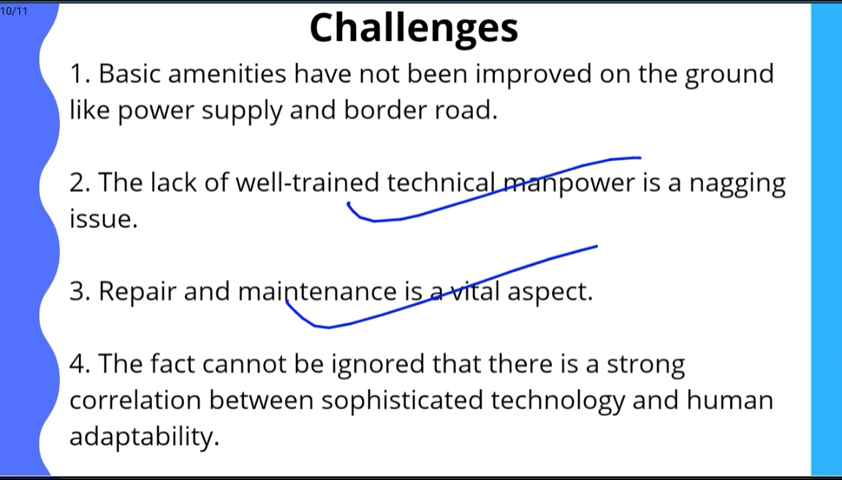 10/11
Challenges
1. Basic amenities have not been improved on the ground
like power supply and border road.
2. The lack of well-trained technical manpower is a nagging
issue.
3. Repair and maintenance is a vital aspect.
4. The fact cannot be ignored that there is a strong
correlation between sophisticated technology and human
adaptability.